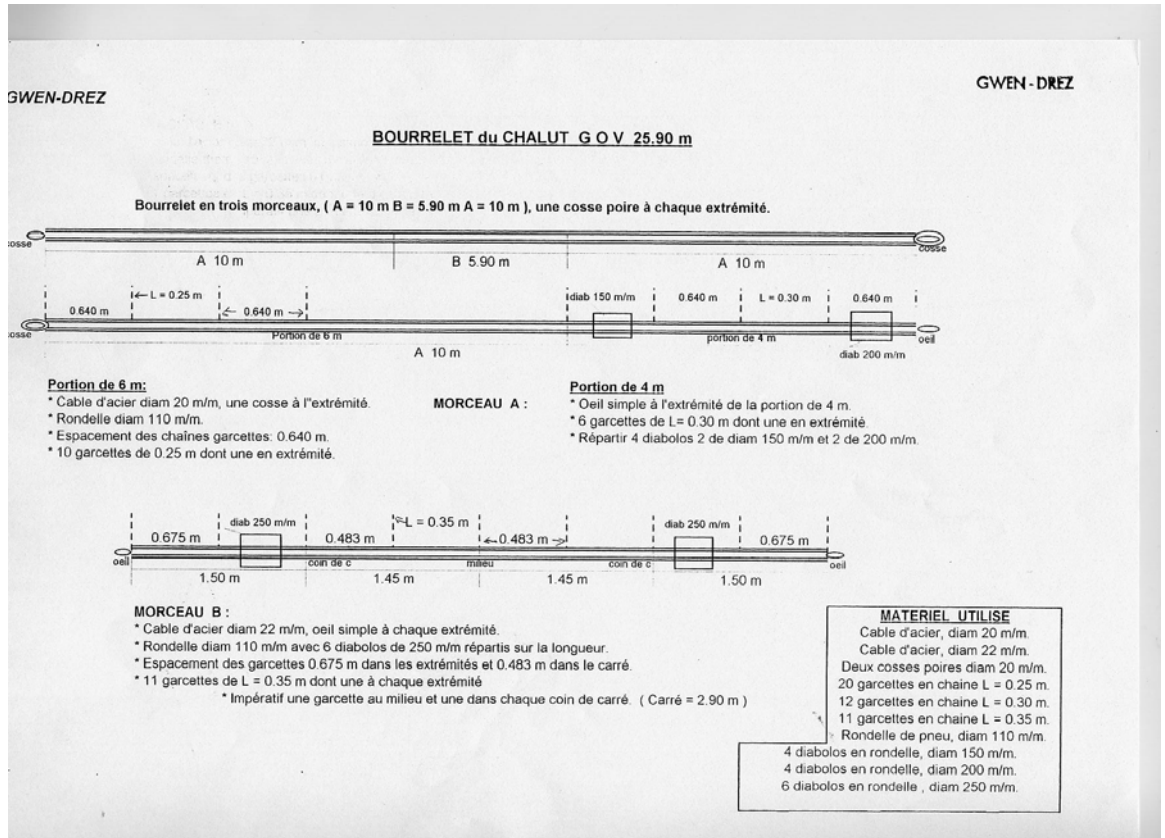 GWEN-DREZ
GWEN-DREZ
BOURRELET du CHALUT G O V 25.90 m
Bourrelet en trois morceaux, ( A = 10 m B = 5.90 m A = 10 m ), une cosse poire à chaque extrémité.
cosse cosse
A 10 m B 5.90 m A 10 m
0.640 m L = 0.25 m 0.640 m diab 150 m/m 0.640 m L = 0.30 m 0.640 m
cosse Portion de 6 m portion de 4 m oeil
A 10 m diab 200 m/m
Portion de 6 m:
* Cable d'acier diam 20 m/m, une cosse à l"extrémité.
* Rondelle diam 110 m/m.
* Espacement des chaînes garcettes: 0.640 m.
* 10 garcettes de 0.25 m dont une en extrémité.
MORCEAU A :
Portion de 4 m
* Oeil simple à l'extrémité de la portion de 4 m.
* 6 garcettes de L= 0.30 m dont une en extrémité.
* Répartir 4 diabolos 2 de diam 150 m/m et 2 de 200 m/m.
0.675 m diab 250 m/m 0.483 m L = 0.35 m 0.483 m diab 250 m/m 0.675 m
oeil coin de c milieu coin de c oeil
1.50 m 1.45 m 1.45 m 1.50 m
MORCEAU B :
* Cable d'acier diam 22 m/m, oeil simple à chaque extrémité.
* Rondelle diam 110 m/m avec 6 diabolos de 250 m/m répartis sur la longueur.
* Espacement des garcettes 0.675 m dans les extrémités et 0.483 m dans le carré.
* 11 garcettes de L = 0.35 m dont une à chaque extrémité
* Impératif une garcette au milieu et une dans chaque coin de carré. ( Carré = 2.90 m )
MATERIEL UTILISE
Cable d'acier, diam 20 m/m.
Cable d'acier, diam 22 m/m.
Deux cosses poires diam 20 m/m.
20 garcettes en chaine L = 0.25 m.
12 garcettes en chaine L = 0.30 m.
11 garcettes en chaine L = 0.35 m.
Rondelle de pneu, diam 110 m/m.
4 diabolos en rondelle, diam 150 m/m.
4 diabolos en rondelle, diam 200 m/m.
6 diabolos en rondelle , diam 250 m/m.